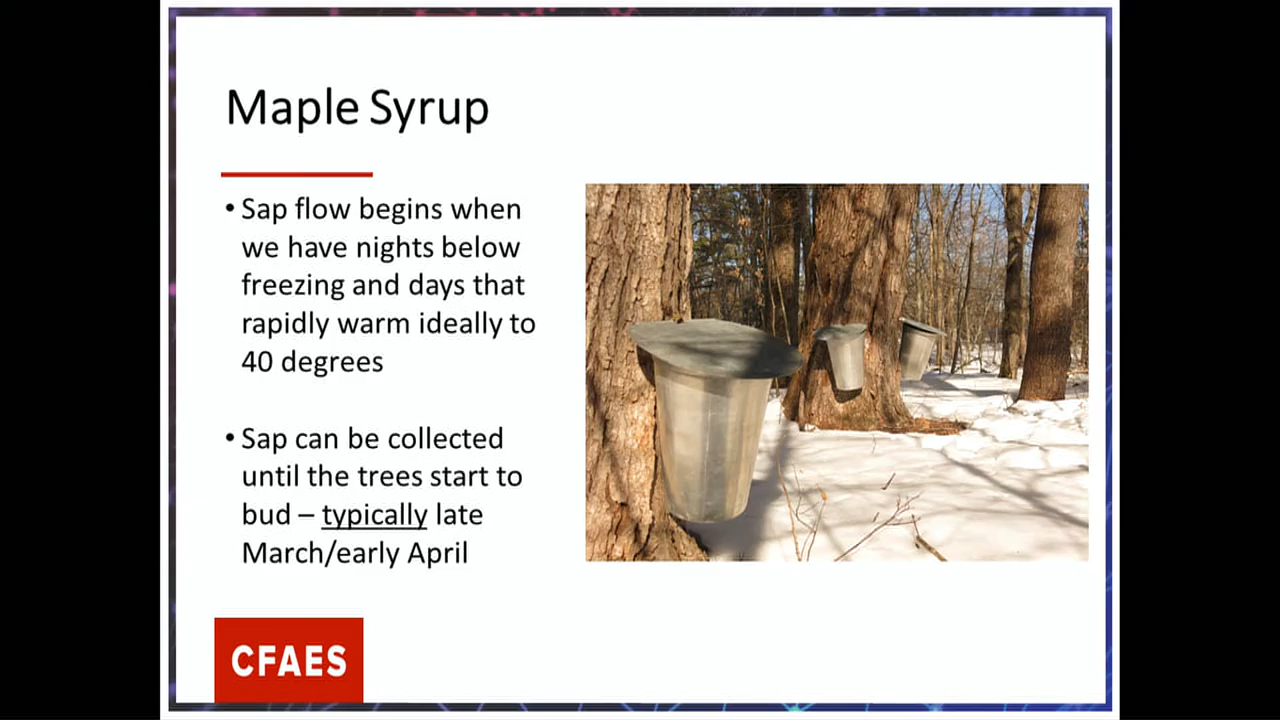 Maple Syrup
• Sap flow begins when
we have nights below
freezing and days that
rapidly warm ideally to
40 degrees
• Sap can be collected
until the trees start to
bud – typically late
March/early April
CFAES